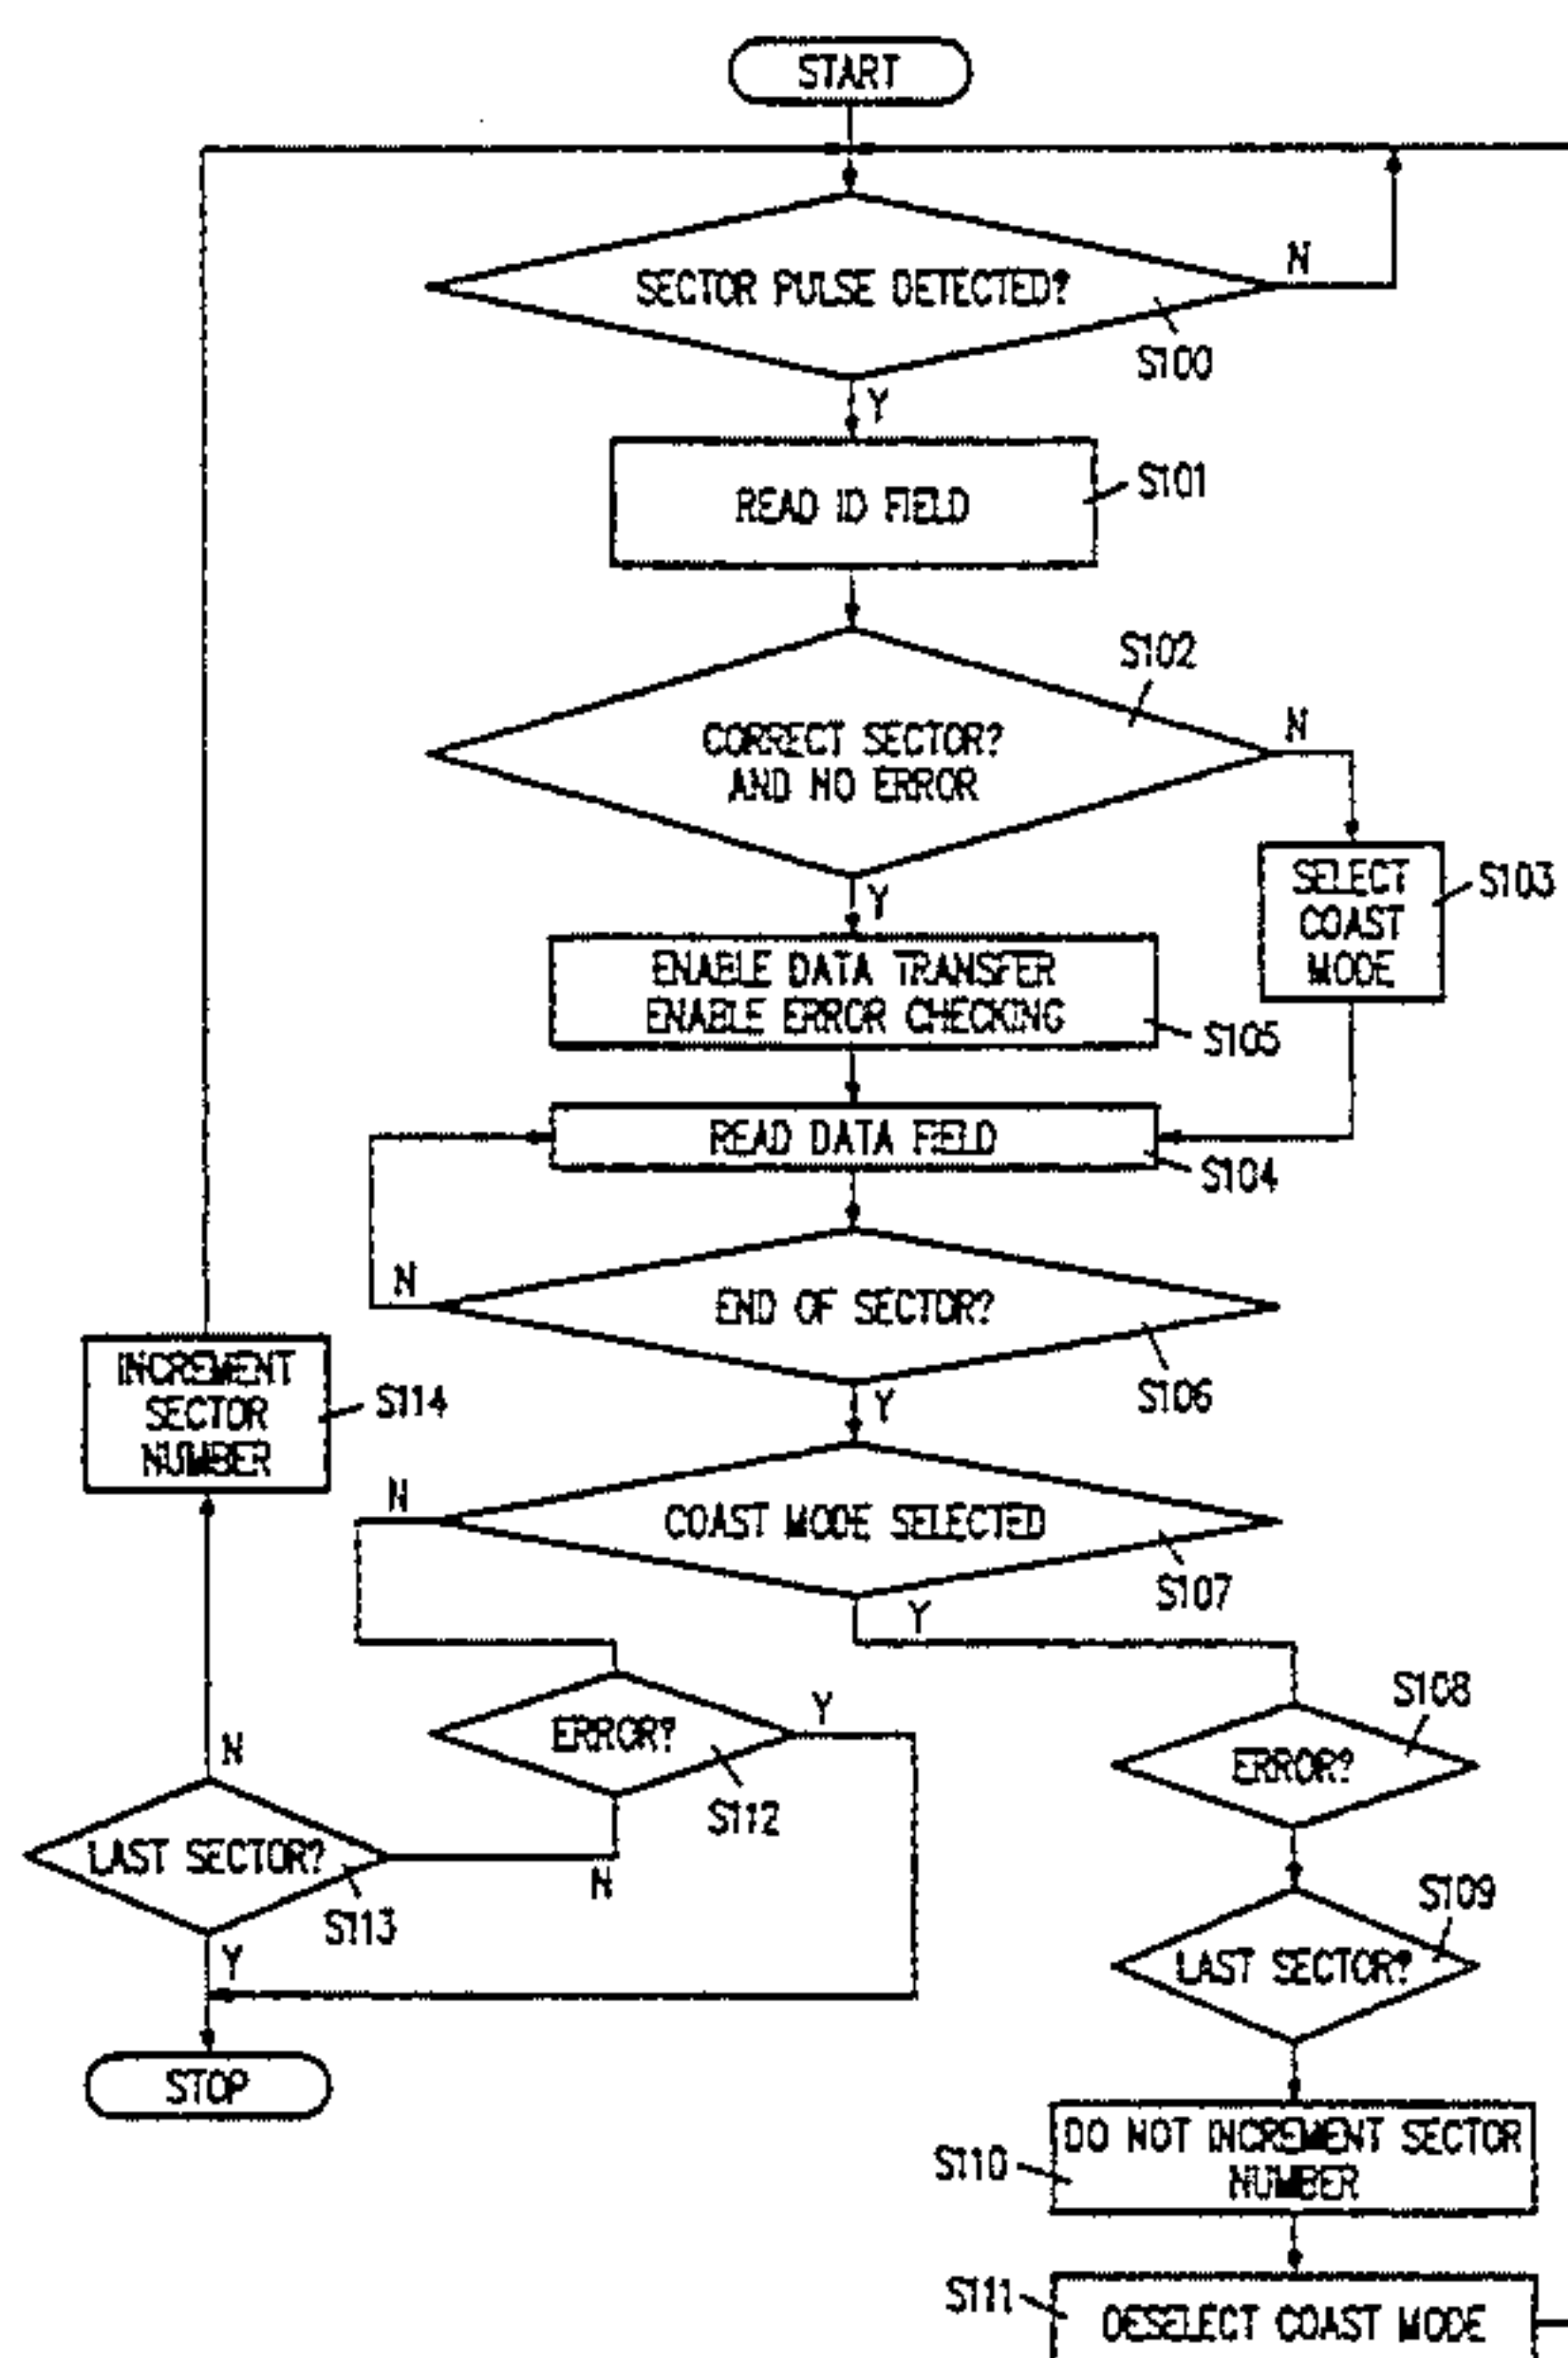 START
SECTOR PULSE DETECTED?
N
S100
Y
READ ID FIELD
S101
S102
CORRECT SECTOR?
AND NO ERROR
N
Y
SELECT
COAST
MODE
S103
ENABLE DATA TRANSFER
ENABLE ERROR CHECKING
S105
READ DATA FIELD
S104
N
END OF SECTOR?
S106
Y
INCREMENT
SECTOR
NUMBER
S114
N
COAST MODE SELECTED
S107
Y
ERROR?
Y
S112
N
S108
ERROR?
N
LAST SECTOR?
S113
Y
S109
LAST SECTOR?
STOP
S110
DO NOT INCREMENT SECTOR
NUMBER
S111
DESELECT COAST MODE